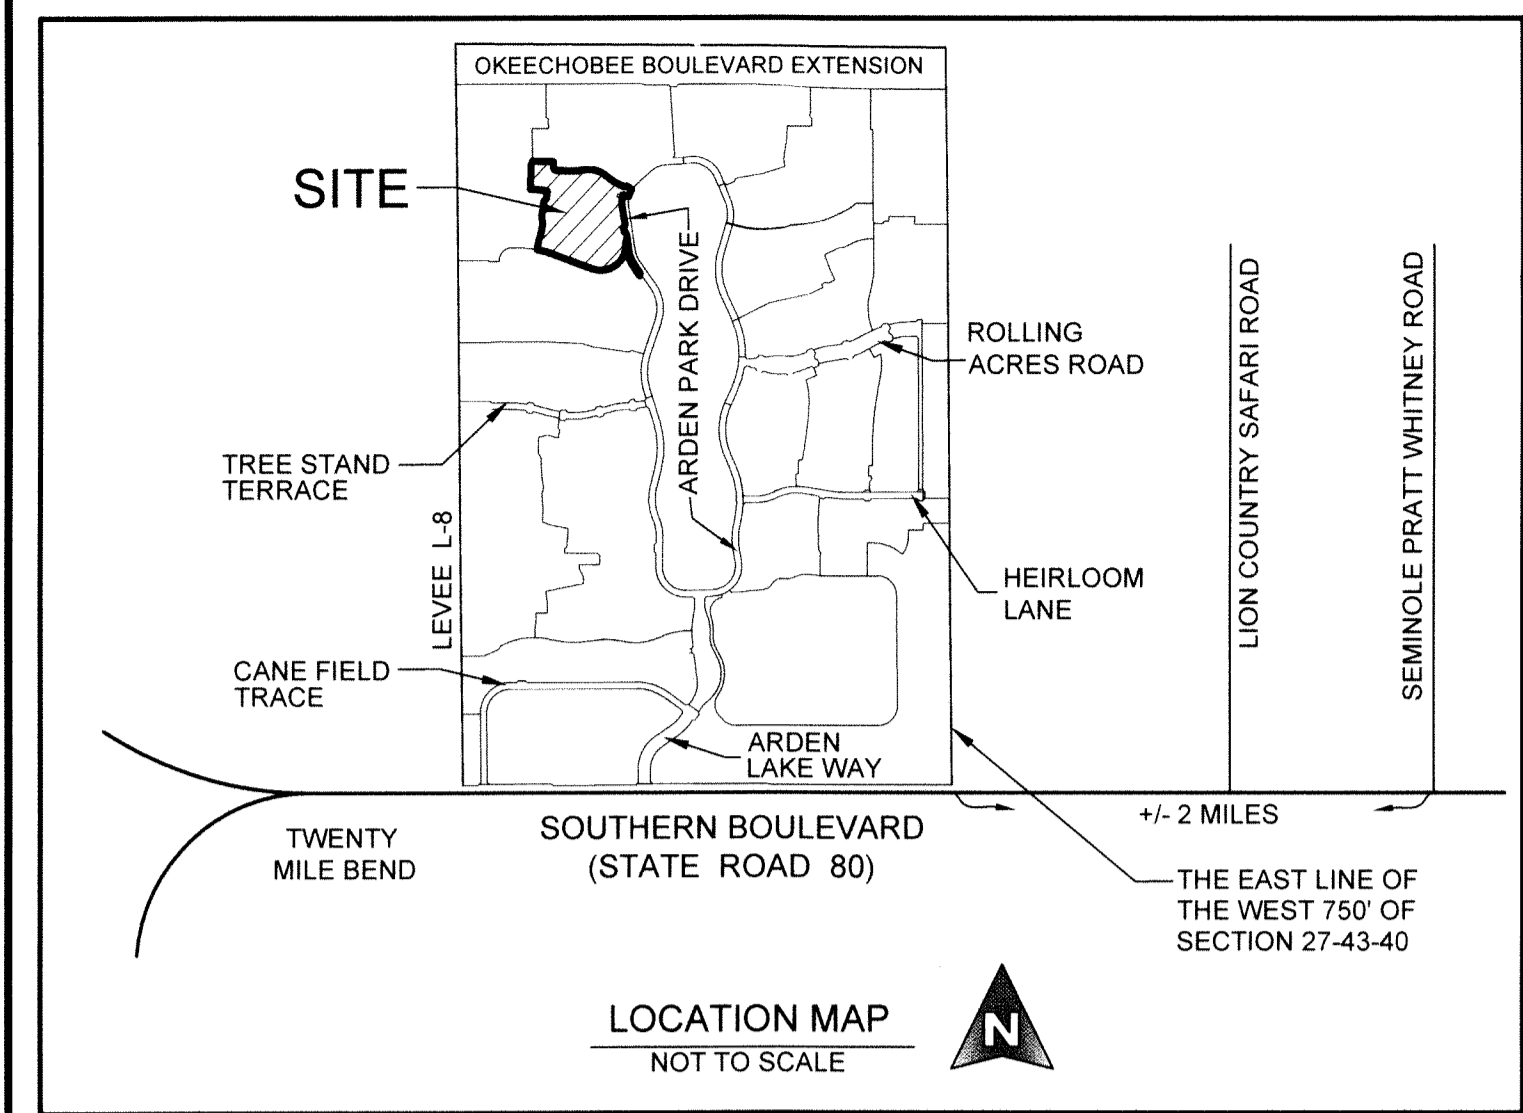 OKEECHOBEE BOULEVARD EXTENSION
SITE
ARDEN PARK DRIVE
ROLLING
ACRES ROAD
LION COUNTRY SAFARI ROAD
SEMINOLE PRATT WHITNEY ROAD
TREE STAND
TERRACE
LEVEE L-8
HEIRLOOM
LANE
CANE FIELD
TRACE
ARDEN
LAKE WAY
+/- 2 MILES
TWENTY
MILE BEND
SOUTHERN BOULEVARD
(STATE ROAD 80)
THE EAST LINE OF
THE WEST 750' OF
SECTION 27-43-40
LOCATION MAP
NOT TO SCALE
N